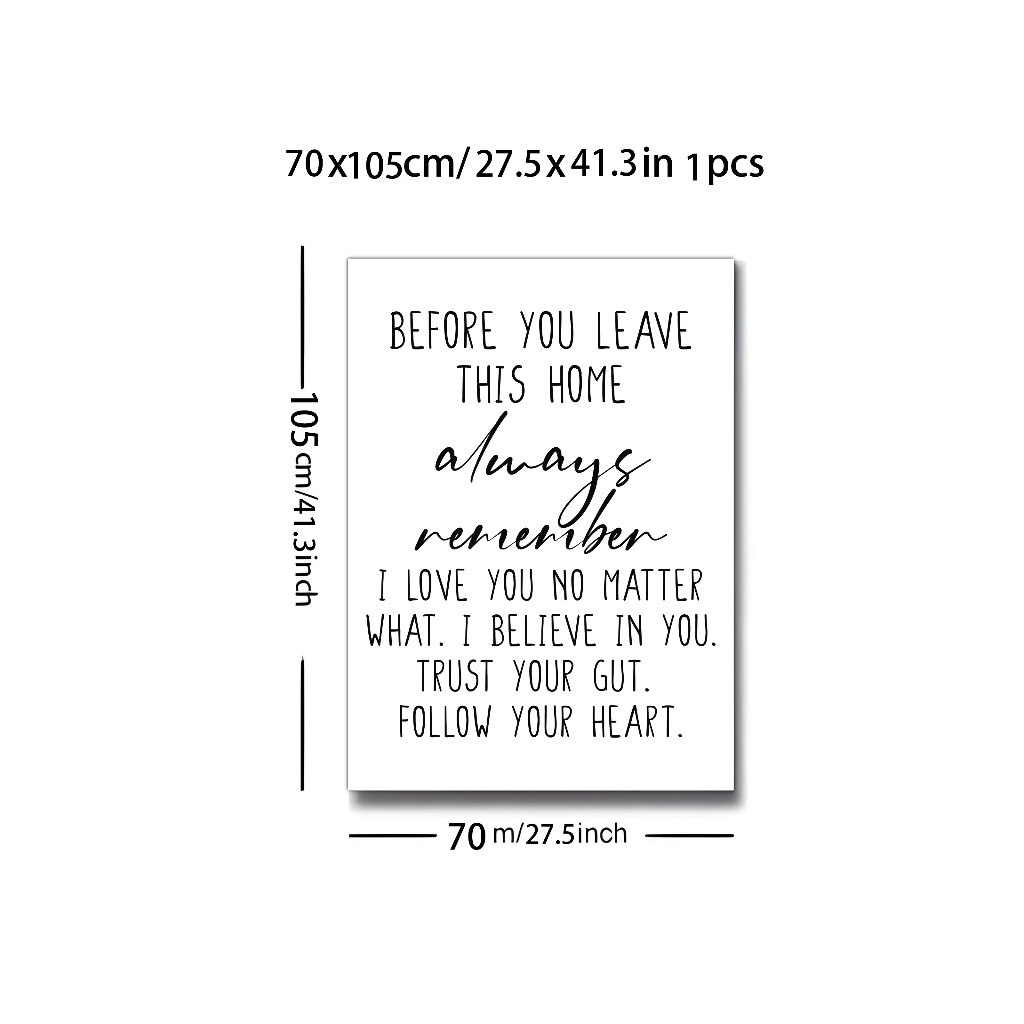 70x105cm/27.5x41.3in 1pcs
BEFORE YOU LEAVE
THIS HOME
always
remember
I LOVE YOU NO MATTER
WHAT. I BELIEVE IN YOU.
TRUST YOUR GUT.
FOLLOW YOUR HEART.
105cm/41.3inch
70 m/27.5inch